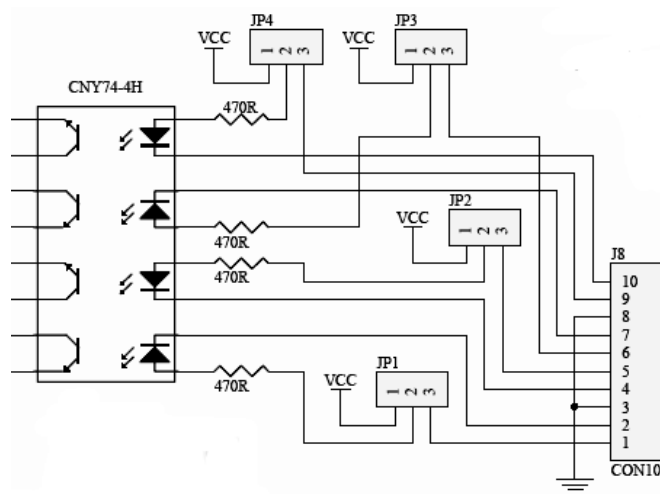 JP4
JP3
VCC
1 2 3
VCC
1 2 3
CNY74-4H
470R
470R
JP2
VCC
1 2 3
470R
J8
10
9
8
7
6
5
4
3
2
1
JP1
VCC
1 2 3
470R
CON10